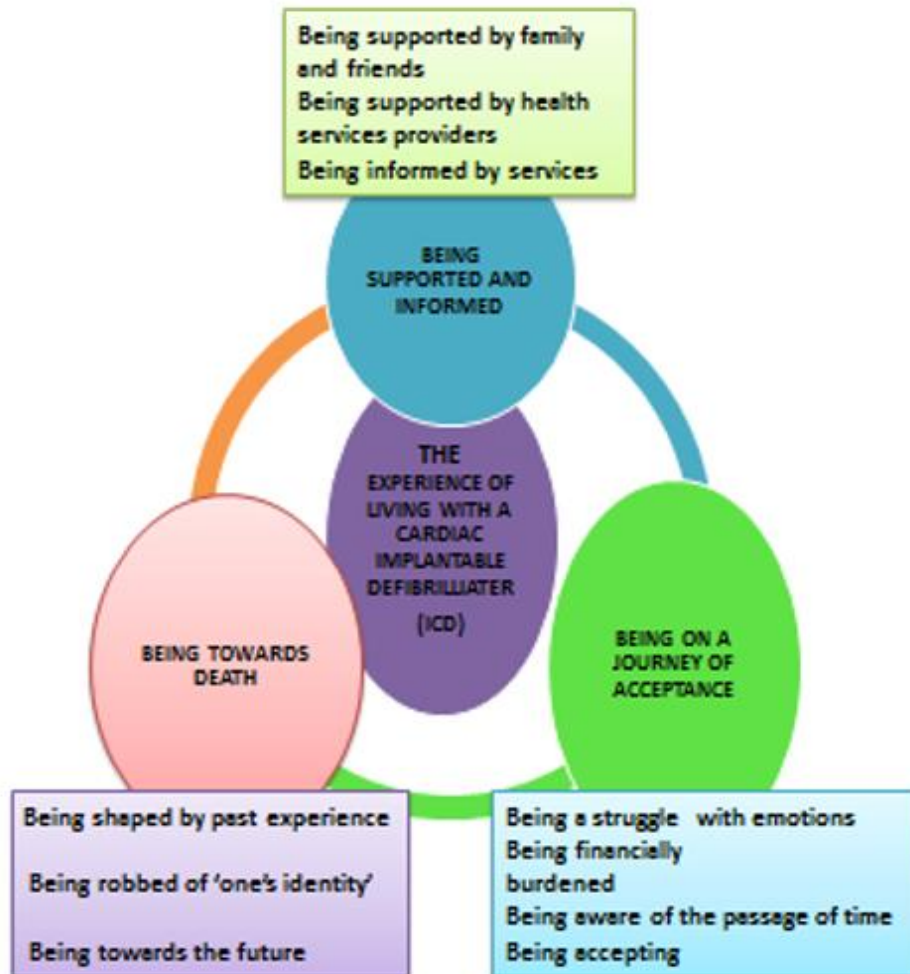 Being supported by family
and friends
Being supported by health
services providers
Being informed by services
BEING
SUPPORTED AND
INFORMED
THE
EXPERIENCE OF
LIVING WITH A
CARDIAC
IMPLANTABLE
DEFIBRILLIATER
(ICD)
BEING TOWARDS
DEATH
BEING ON A
JOURNEY OF
ACCEPTANCE
Being shaped by past experience
Being robbed of 'one's identity'
Being towards the future
Being a struggle with emotions
Being financially
burdened
Being aware of the passage of time
Being accepting